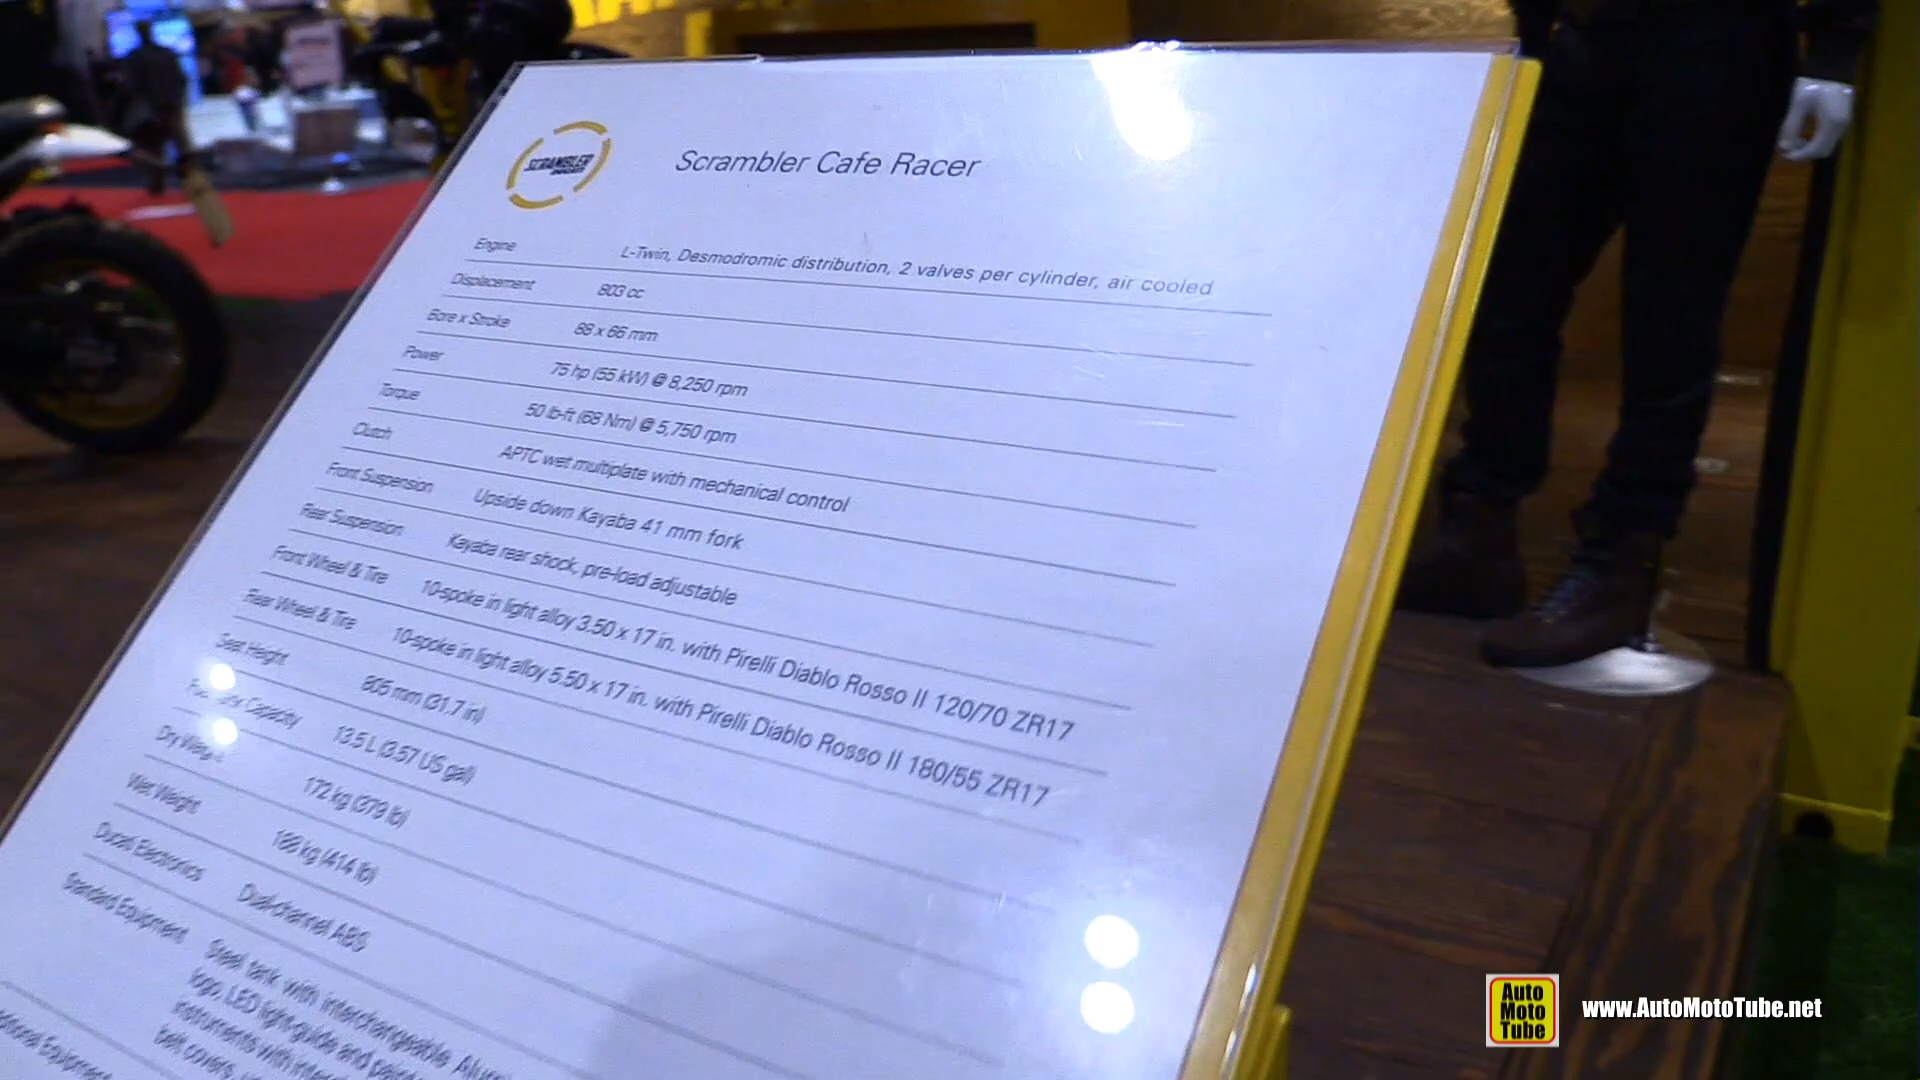 SCRAMBLER
DUCATI
Scrambler Cafe Racer
Engine L-Twin, Desmodromic distribution, 2 valves per cylinder, air cooled
Displacement 803 cc
Bore x Stroke 88 x 66 mm
Power 75 hp (55 kW) @ 8,250 rpm
Torque 50 lb-ft (68 Nm) @ 5,750 rpm
Clutch APTC wet multiplate with mechanical control
Front Suspension Upside down Kayaba 41 mm fork
Rear Suspension Kayaba rear shock, pre-load adjustable
Front Wheel & Tire 10-spoke in light alloy 3.50 x 17 in. with Pirelli Diablo Rosso II 120/70 ZR17
Rear Wheel & Tire 10-spoke in light alloy 5.50 x 17 in. with Pirelli Diablo Rosso II 180/55 ZR17
Seat Height 805 mm (31.7 in)
Capacity 13.5 L (3.57 US gal)
Dry Weight 172 kg (379 lb)
Wet Weight 188 kg (414 lb)
Ducati Electronics Dual-channel ABS
Standard Equipment Steel tank with interchangeable
logo, LED light-guide and
instruments with
belt covers,
Equipment
Auto
Moto
Tube
www.AutoMotoTube.net